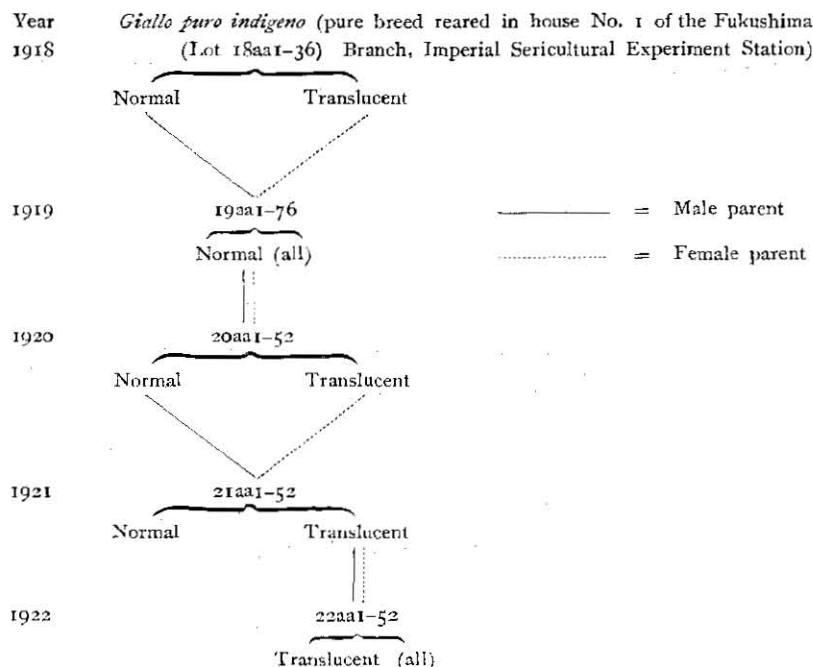 Year Giallo puro indigeno (pure breed reared in house No. 1 of the Fukushima
1918 (Lot 18aa1–36) Branch, Imperial Sericultural Experiment Station)
Normal Translucent
1919 19aa1–76 = Male parent
Normal (all) = Female parent
1920 20aa1–52
Normal Translucent
1921 21aa1–52
Normal Translucent
1922 22aa1–52
Translucent (all)